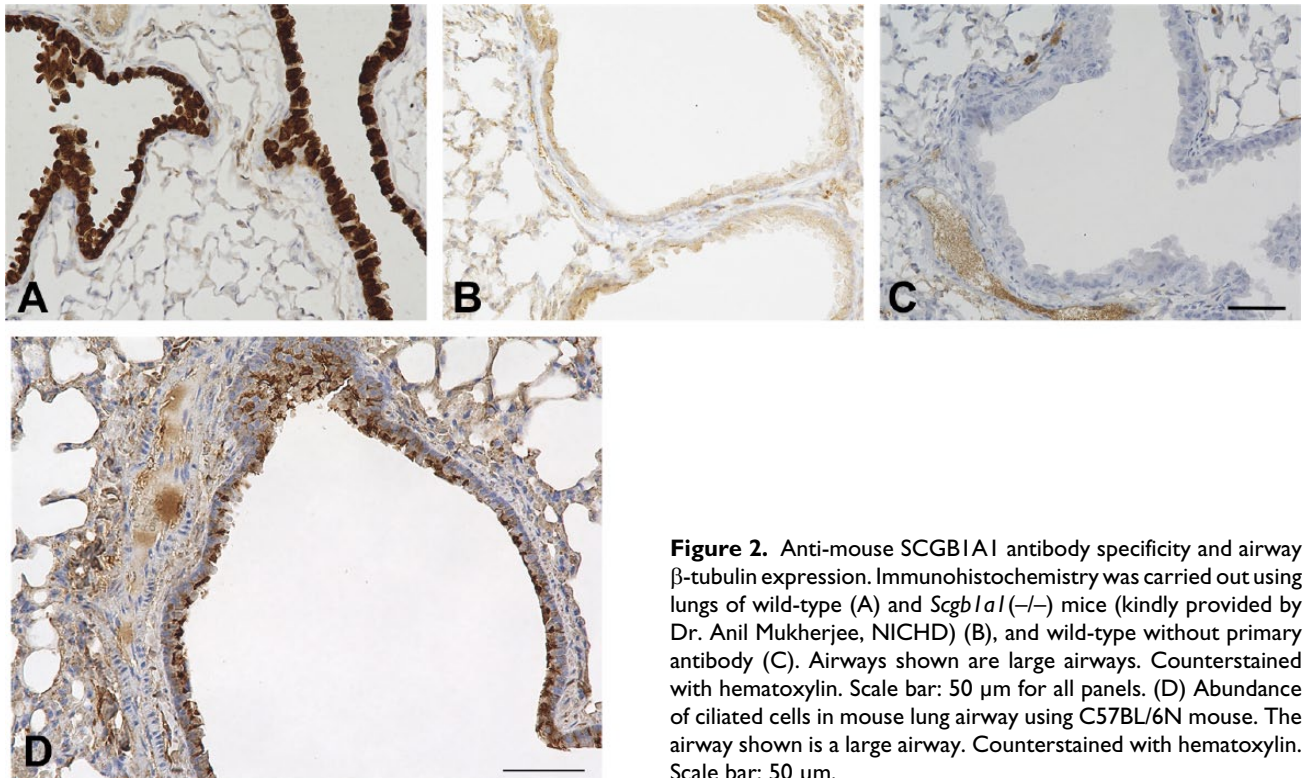 A
B
C
D
Figure 2. Anti-mouse SCGB1A1 antibody specificity and airway
β-tubulin expression. Immunohistochemistry was carried out using
lungs of wild-type (A) and Scgb1a1(–/–) mice (kindly provided by
Dr. Anil Mukherjee, NICHD) (B), and wild-type without primary
antibody (C). Airways shown are large airways. Counterstained
with hematoxylin. Scale bar: 50 µm for all panels. (D) Abundance
of ciliated cells in mouse lung airway using C57BL/6N mouse. The
airway shown is a large airway. Counterstained with hematoxylin.
Scale bar: 50 µm.